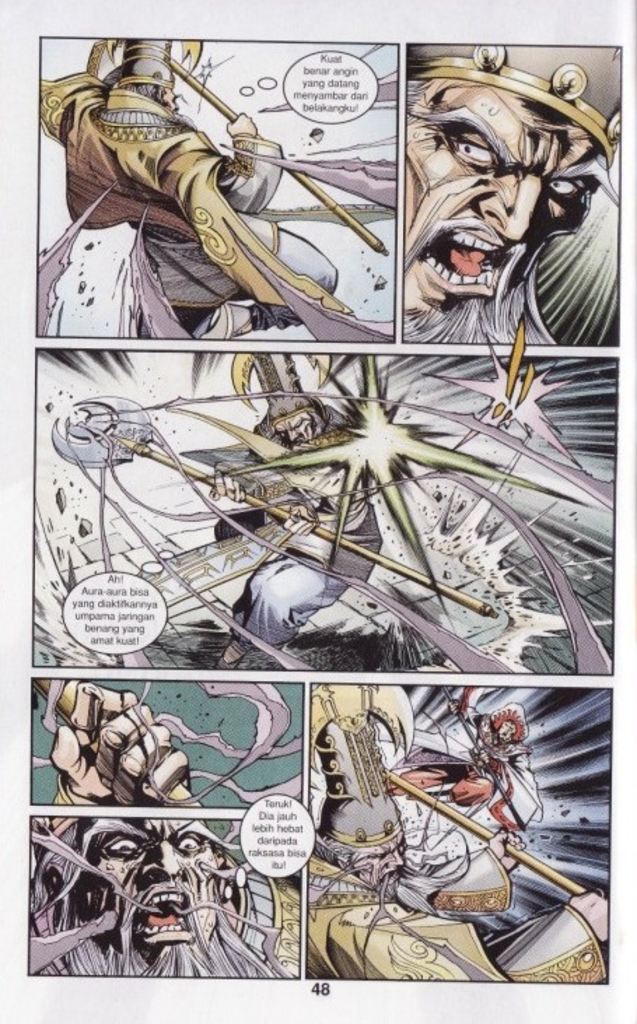 Kuat
benar angin
yang datang
menyambar dari
belakangku!
Ah!
Aura-aura bisa
yang diaktifkannya
umpama jaringan
benang yang
amat kuat!
Teruk!
Dia jauh
lebih hebat
daripada
raksasa bisa
itu!
48